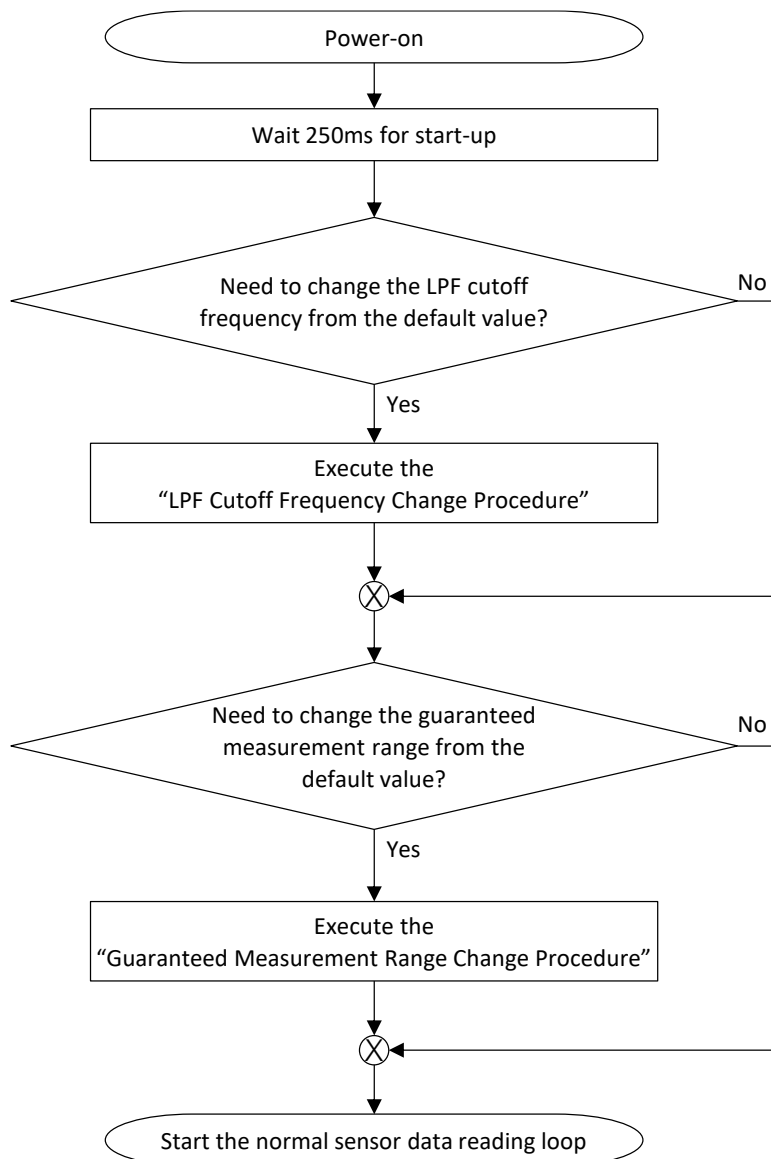 Power-on
Wait 250ms for start-up
Need to change the LPF cutoff
frequency from the default value?
No
Yes
Execute the
“LPF Cutoff Frequency Change Procedure”
X
Need to change the guaranteed
measurement range from the
default value?
No
Yes
Execute the
“Guaranteed Measurement Range Change Procedure”
X
Start the normal sensor data reading loop